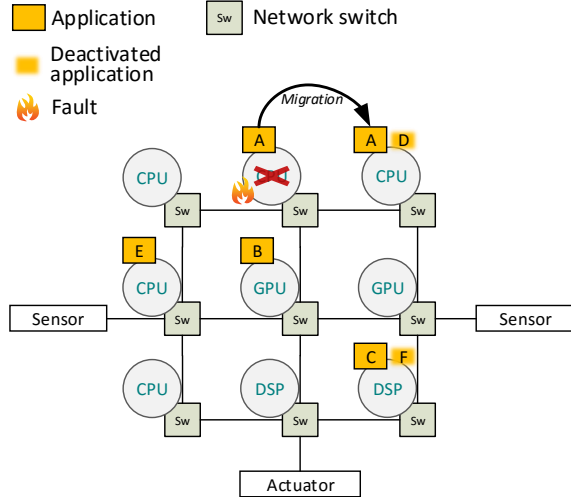 Application
Sw Network switch
Deactivated
application
Fault
Migration
A
A D
CPU
CPU
CPU
Sw
Sw
Sw
E
B
CPU
GPU
GPU
Sensor
Sw
Sw
Sw
Sensor
C F
CPU
DSP
DSP
Sw
Sw
Sw
Actuator